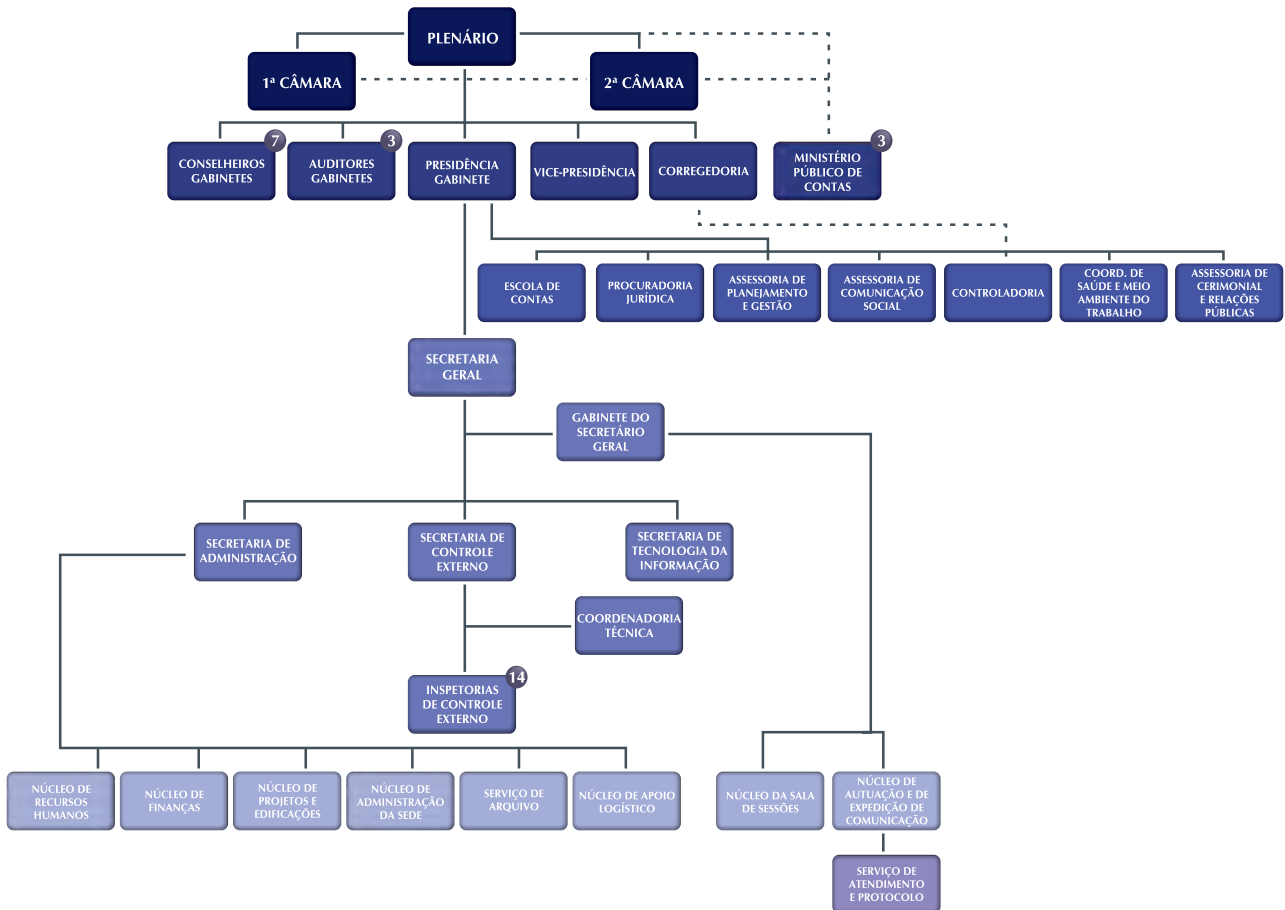 PLENÁRIO
1ª CÂMARA
2ª CÂMARA
7
CONSELHEIROS
GABINETES
3
AUDITORES
GABINETES
PRESIDÊNCIA
GABINETE
VICE-PRESIDÊNCIA
CORREGEDORIA
3
MINISTÉRIO
PÚBLICO DE
CONTAS
ESCOLA DE
CONTAS
PROCURADORIA
JURÍDICA
ASSESSORIA DE
PLANEJAMENTO
E GESTÃO
ASSESSORIA DE
COMUNICAÇÃO
SOCIAL
CONTROLADORIA
COORD. DE
SAÚDE E MEIO
AMBIENTE DO
TRABALHO
ASSESSORIA DE
CERIMONIAL
E RELAÇÕES
PÚBLICAS
SECRETARIA
GERAL
GABINETE DO
SECRETÁRIO
GERAL
SECRETARIA DE
ADMINISTRAÇÃO
SECRETARIA DE
CONTROLE
EXTERNO
SECRETARIA DE
TECNOLOGIA DA
INFORMAÇÃO
COORDENADORIA
TÉCNICA
14
INSPETORIAS
DE CONTROLE
EXTERNO
NÚCLEO DE
RECURSOS
HUMANOS
NÚCLEO DE
FINANÇAS
NÚCLEO DE
PROJETOS E
EDIFICAÇÕES
NÚCLEO DE
ADMINISTRAÇÃO
DA SEDE
SERVIÇO DE
ARQUIVO
NÚCLEO DE APOIO
LOGÍSTICO
NÚCLEO DA SALA
DE SESSÕES
NÚCLEO DE
AUTUAÇÃO E DE
EXPEDIÇÃO DE
COMUNICAÇÃO
SERVIÇO DE
ATENDIMENTO
E PROTOCOLO